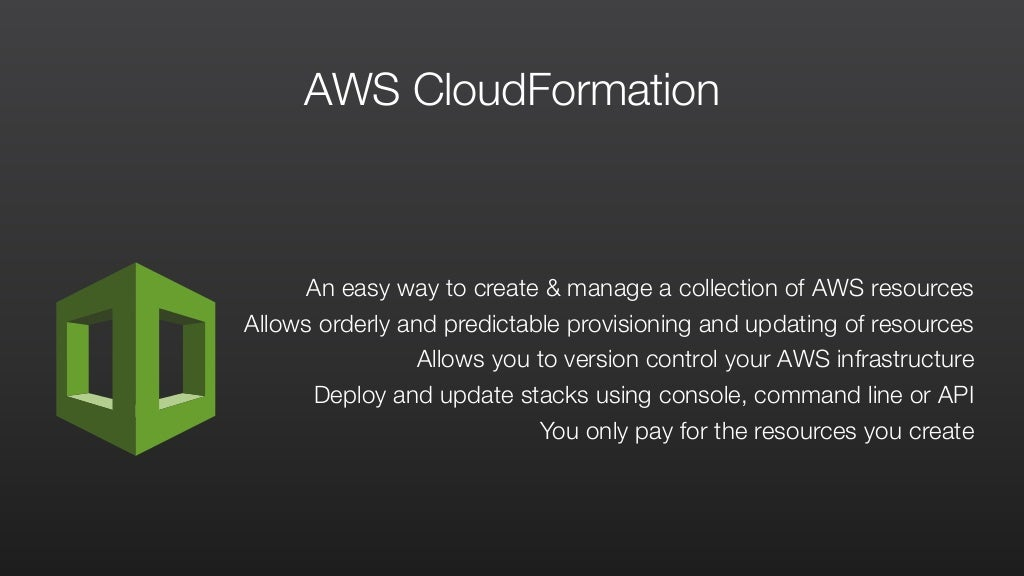 AWS CloudFormation
An easy way to create & manage a collection of AWS resources
Allows orderly and predictable provisioning and updating of resources
Allows you to version control your AWS infrastructure
Deploy and update stacks using console, command line or API
You only pay for the resources you create